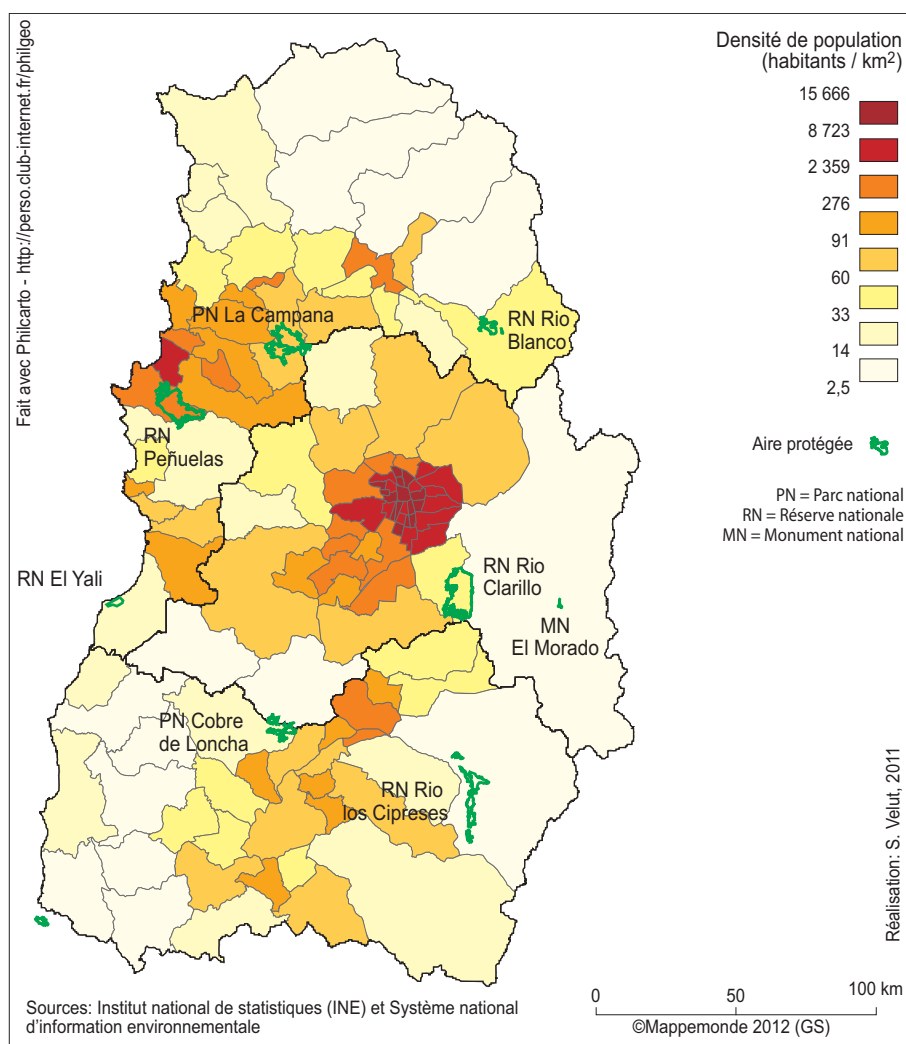 Fait avec Philcarto - http://perso.club-internet.fr/philgeo
Densité de population
(habitants / km2)
15 666
8 723
2 359
276
91
60
33
14
2,5
Aire protégée
PN = Parc national
RN = Réserve nationale
MN = Monument national
PN La Campana
RN Rio
Blanco
RN
Peñuelas
RN El Yali
RN Rio
Clarillo
MN
El Morado
PN Cobre
de Loncha
RN Rio
los Cipreses
Réalisation: S. Velut, 2011
Sources: Institut national de statistiques (INE) et Système national
d'information environnementale
0 50 100 km
©Mappemonde 2012 (GS)